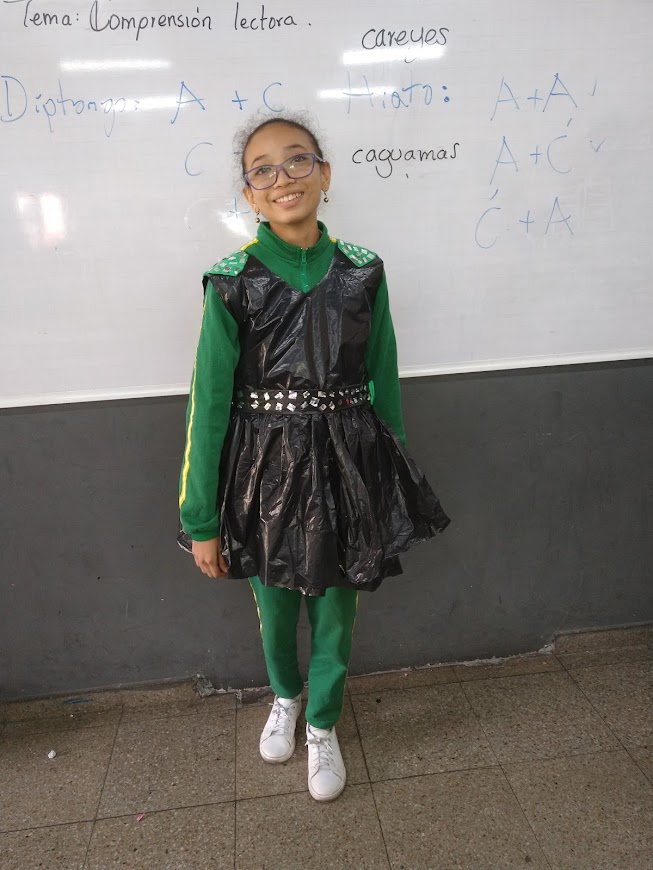 Tema: Comprensión lectora.
careyes
Diptongo: A + C
Hiato: A + A
C
caguamas
A + Ć
+
Ć + A